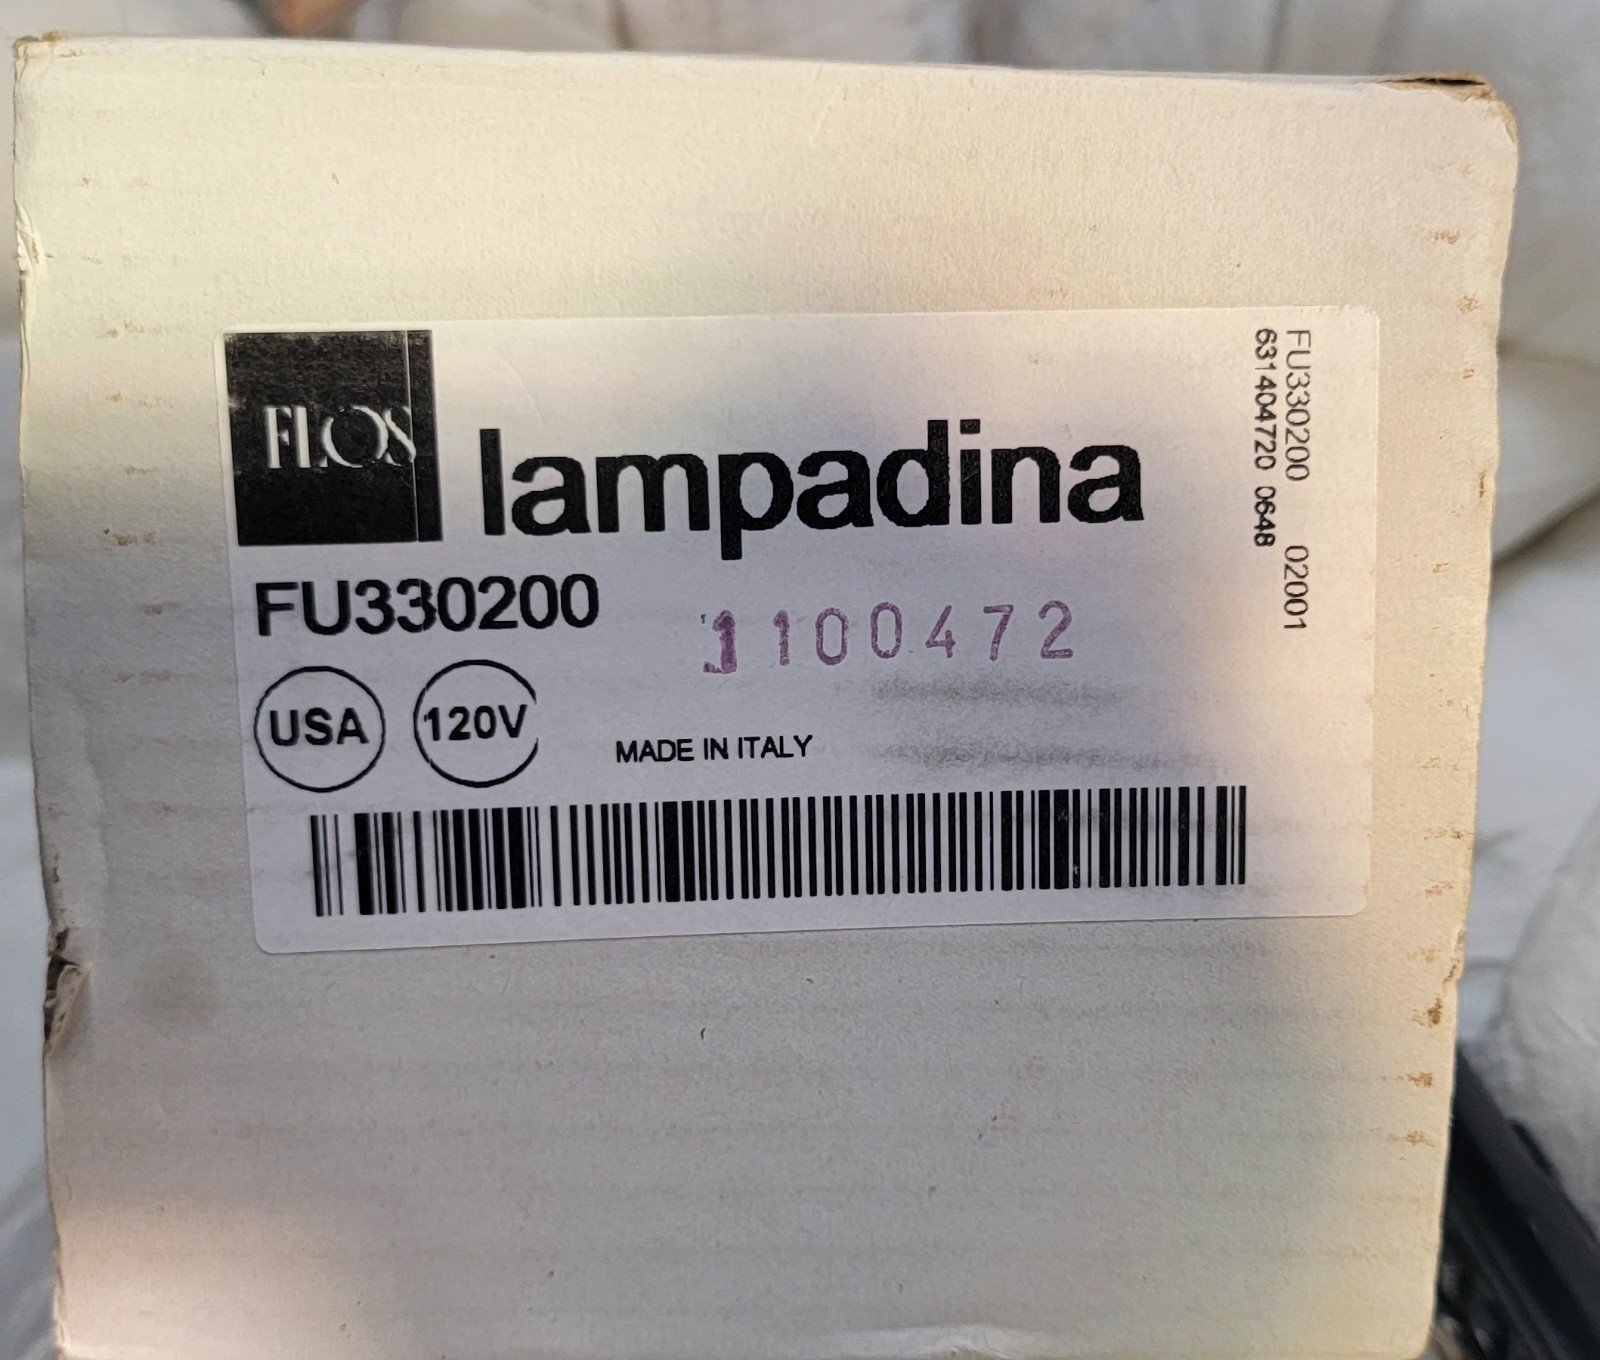 FLOS
lampadina
FU330200
1100472
USA
120V
MADE IN ITALY
FU330200 02001
631404720 0648